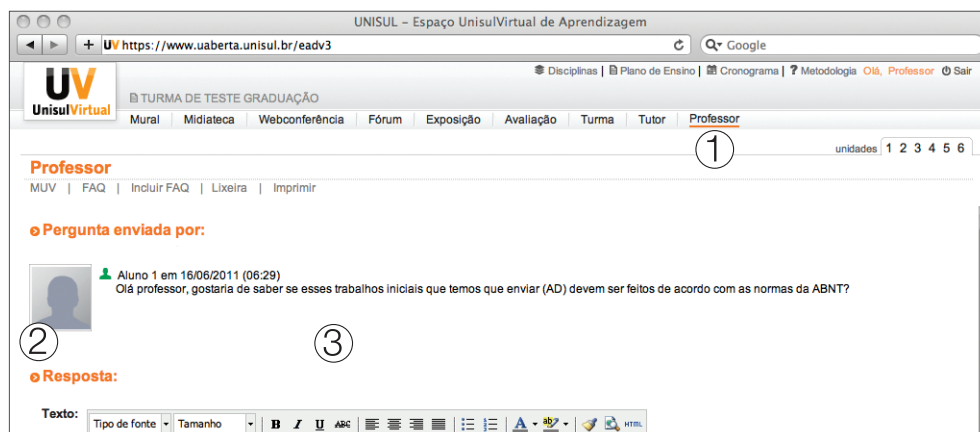 UNISUL – Espaço UnisulVirtual de Aprendizagem
UV https://www.uaberta.unisul.br/eadv3 Google
Disciplinas | Plano de Ensino | Cronograma | ? Metodologia Olá, Professor Sair
UV
UnisulVirtual
TURMA DE TESTE GRADUAÇÃO
Mural Midiateca Webconferência Fórum Exposição Avaliação Turma Tutor Professor
1
unidades 1 2 3 4 5 6
Professor
MUV | FAQ | Incluir FAQ | Lixeira | Imprimir
Pergunta enviada por:
Aluno 1 em 16/06/2011 (06:29)
Olá professor, gostaria de saber se esses trabalhos iniciais que temos que enviar (AD) devem ser feitos de acordo com as normas da ABNT?
2 3
Resposta:
Texto: Tipo de fonte Tamanho B I U ABC A ab HTML